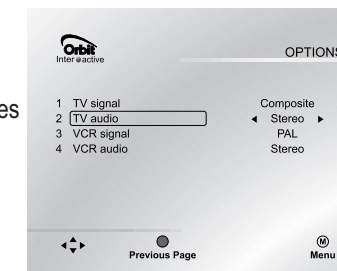 Orbit
Inter active
OPTIONS
es
1 TV signal Composite
2 TV audio Stereo
3 VCR signal PAL
4 VCR audio Stereo
Previous Page
M
Menu